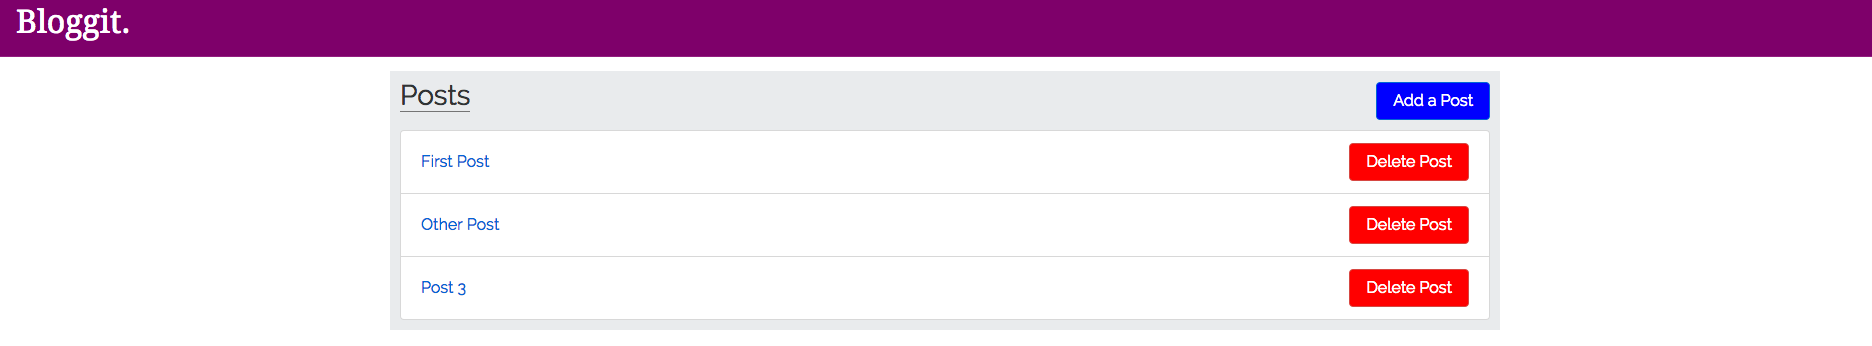 Bloggit.
Posts
Add a Post
First Post
Delete Post
Other Post
Delete Post
Post 3
Delete Post